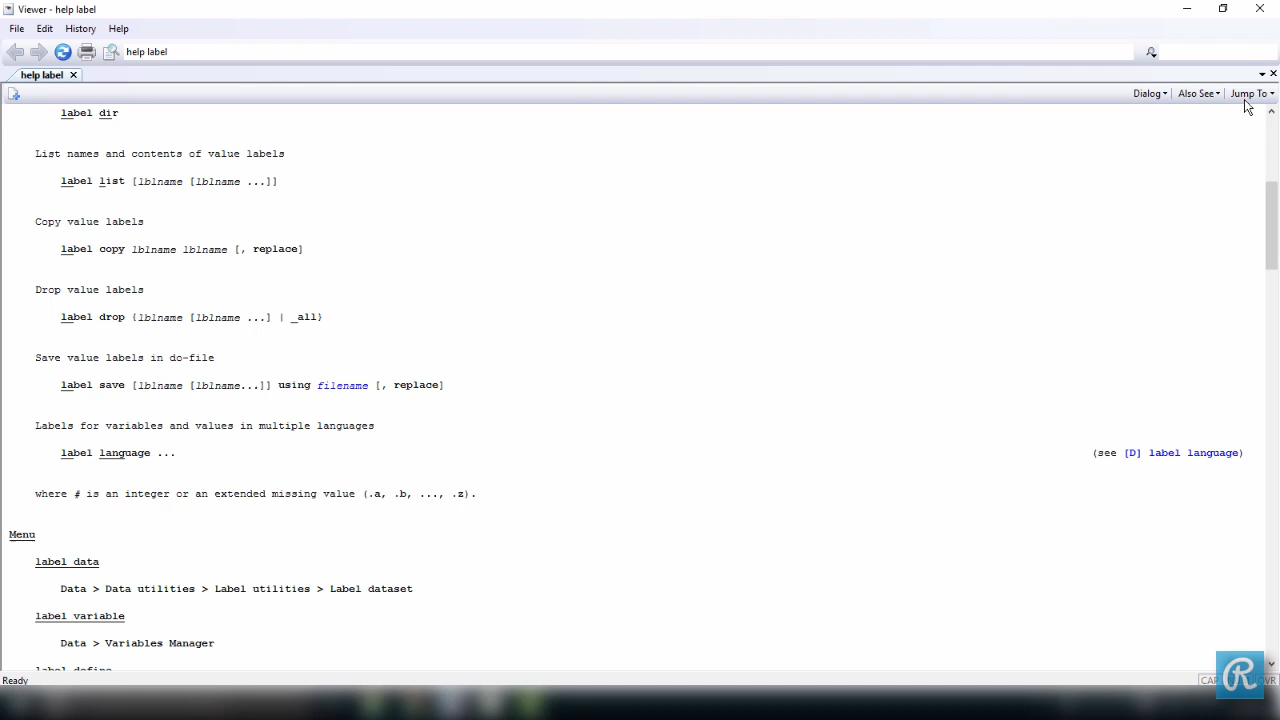 Viewer - help label
File Edit History Help
help label
help label
Dialog Also See Jump To
label dir
List names and contents of value labels
label list [lblname [lblname ...]]
Copy value labels
label copy lblname lblname [, replace]
Drop value labels
label drop {lblname [lblname ...] | _all}
Save value labels in do-file
label save [lblname [lblname...]] using filename [, replace]
Labels for variables and values in multiple languages
label language ... (see [D] label language)
where # is an integer or an extended missing value (.a, .b, ..., .z).
Menu
label data
Data > Data utilities > Label utilities > Label dataset
label variable
Data > Variables Manager
label define
Ready CAP OVR